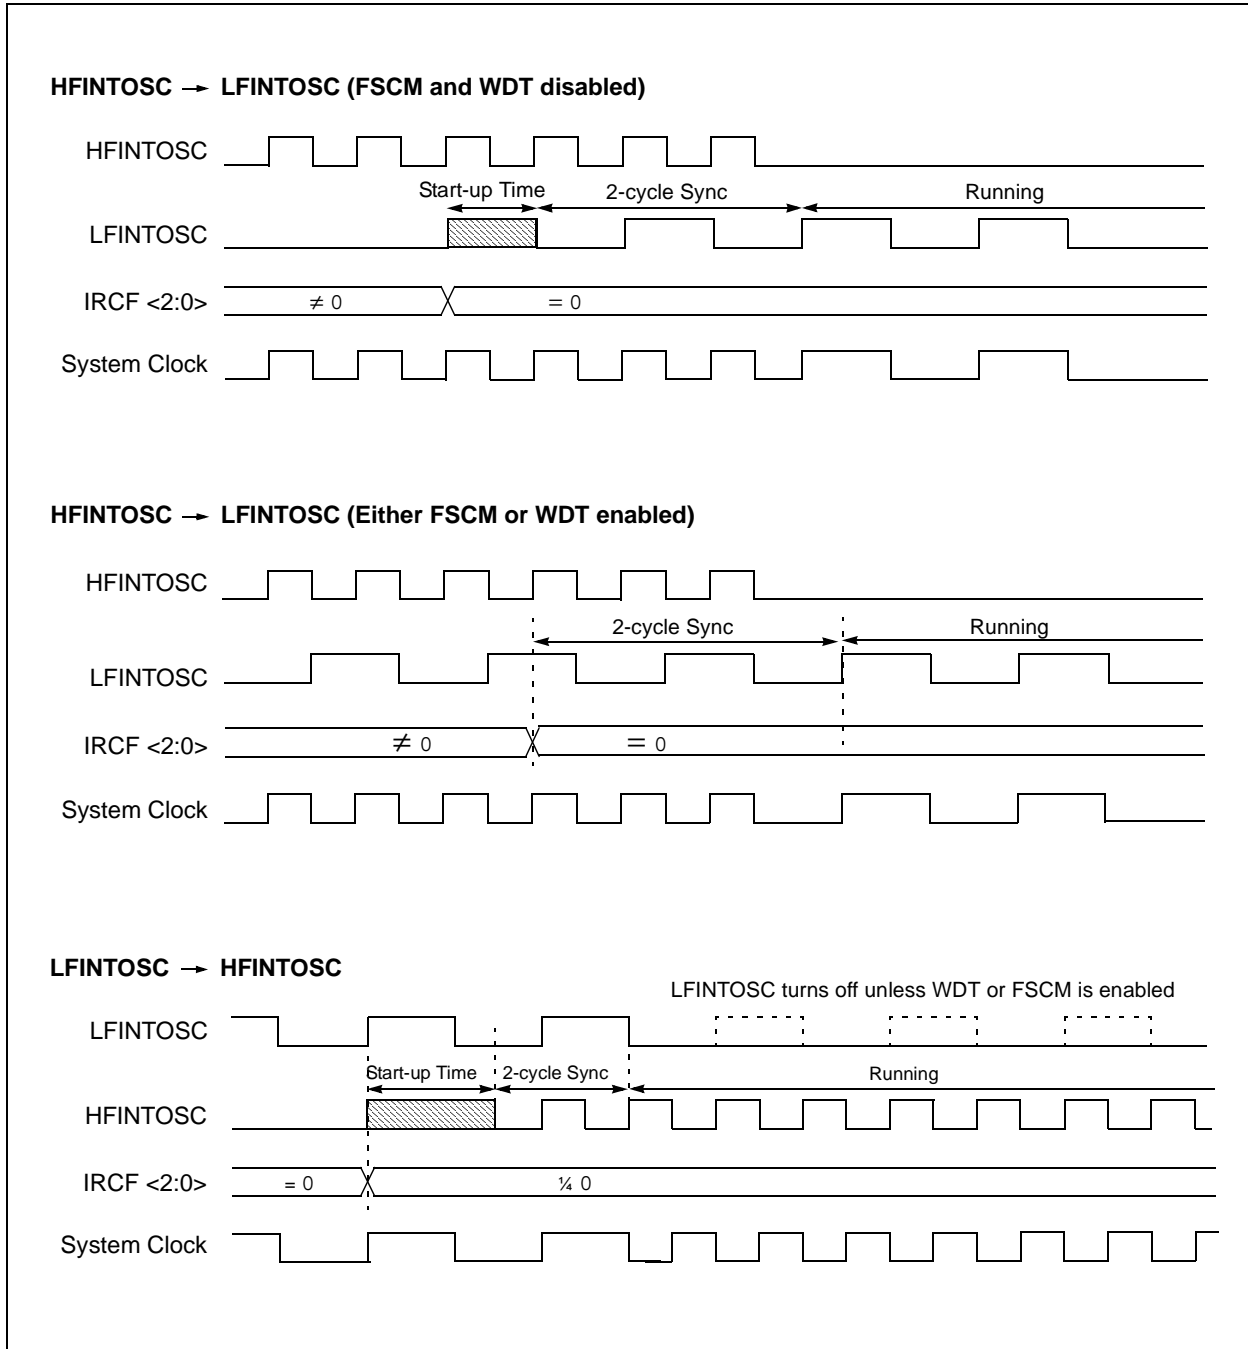 HFINTOSC → LFINTOSC (FSCM and WDT disabled)
HFINTOSC
Start-up Time 2-cycle Sync Running
LFINTOSC
IRCF <2:0> ≠ 0 = 0
System Clock
HFINTOSC → LFINTOSC (Either FSCM or WDT enabled)
HFINTOSC
2-cycle Sync Running
LFINTOSC
IRCF <2:0> ≠ 0 = 0
System Clock
LFINTOSC → HFINTOSC
LFINTOSC turns off unless WDT or FSCM is enabled
LFINTOSC
Start-up Time 2-cycle Sync Running
HFINTOSC
IRCF <2:0> = 0 ¼ 0
System Clock